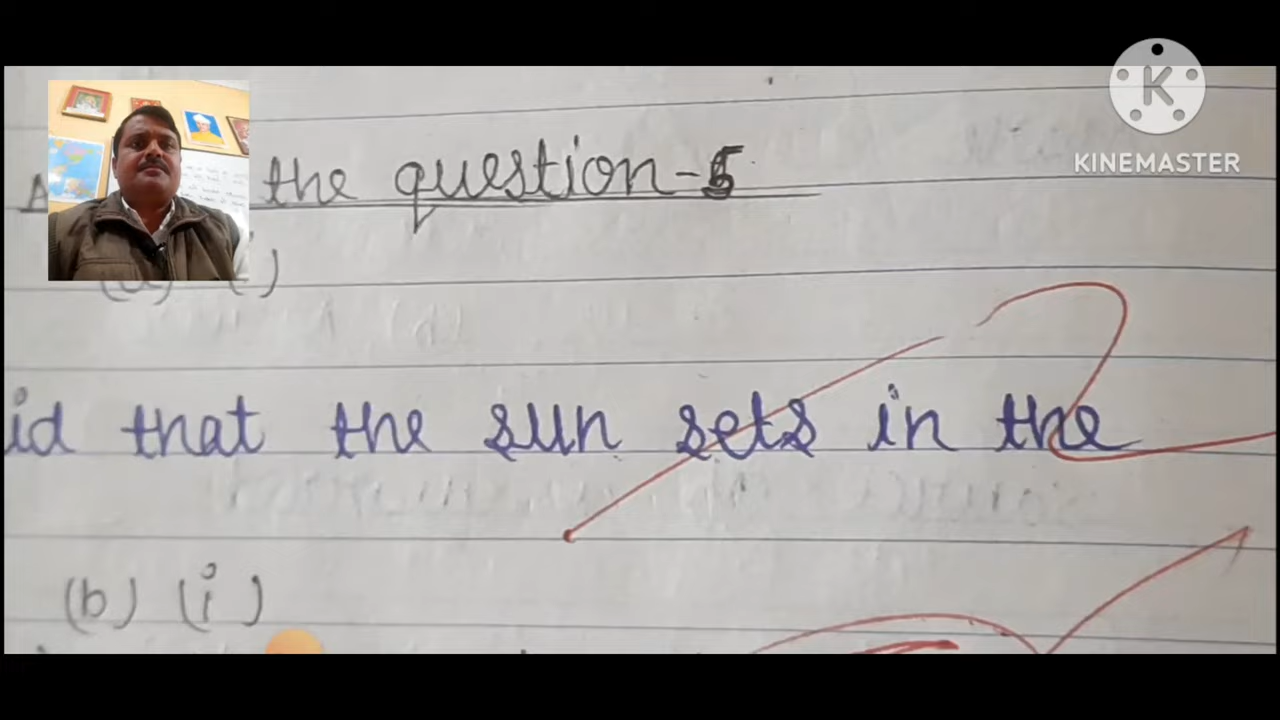 KINEMASTER
the question-5
id that the sun sets in the
(b) (i)